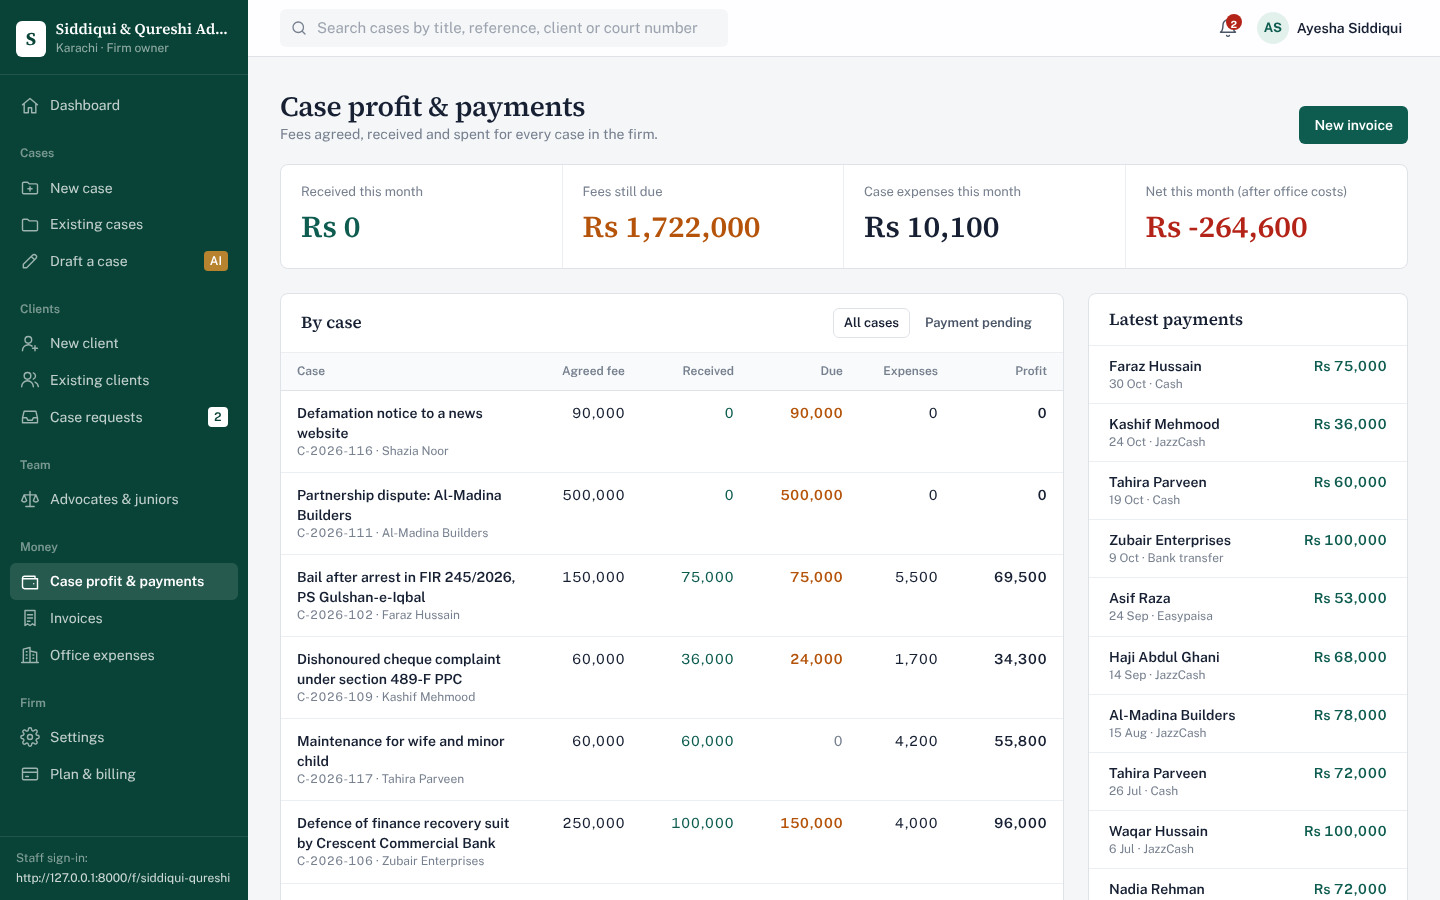 S
Siddiqui & Qureshi Ad...
Karachi · Firm owner
Dashboard
Cases
New case
Existing cases
Draft a case
AI
Clients
New client
Existing clients
Case requests
2
Team
Advocates & juniors
Money
Case profit & payments
Invoices
Office expenses
Firm
Settings
Plan & billing
Staff sign-in:
http://127.0.0.1:8000/f/siddiqui-qureshi
Search cases by title, reference, client or court number
2
AS
Ayesha Siddiqui
Case profit & payments
Fees agreed, received and spent for every case in the firm.
New invoice
Received this month
Rs 0
Fees still due
Rs 1,722,000
Case expenses this month
Rs 10,100
Net this month (after office costs)
Rs -264,600
By case
All cases
Payment pending
Case Agreed fee Received Due Expenses Profit
Defamation notice to a news 90,000 0 90,000 0 0
website
C-2026-116 · Shazia Noor
Partnership dispute: Al-Madina 500,000 0 500,000 0 0
Builders
C-2026-111 · Al-Madina Builders
Bail after arrest in FIR 245/2026, 150,000 75,000 75,000 5,500 69,500
PS Gulshan-e-Iqbal
C-2026-102 · Faraz Hussain
Dishonoured cheque complaint 60,000 36,000 24,000 1,700 34,300
under section 489-F PPC
C-2026-109 · Kashif Mehmood
Maintenance for wife and minor 60,000 60,000 0 4,200 55,800
child
C-2026-117 · Tahira Parveen
Defence of finance recovery suit 250,000 100,000 150,000 4,000 96,000
by Crescent Commercial Bank
C-2026-106 · Zubair Enterprises
Latest payments
Faraz Hussain Rs 75,000
30 Oct · Cash
Kashif Mehmood Rs 36,000
24 Oct · JazzCash
Tahira Parveen Rs 60,000
19 Oct · Cash
Zubair Enterprises Rs 100,000
9 Oct · Bank transfer
Asif Raza Rs 53,000
24 Sep · Easypaisa
Haji Abdul Ghani Rs 68,000
14 Sep · JazzCash
Al-Madina Builders Rs 78,000
15 Aug · JazzCash
Tahira Parveen Rs 72,000
26 Jul · Cash
Waqar Hussain Rs 100,000
6 Jul · JazzCash
Nadia Rehman Rs 72,000